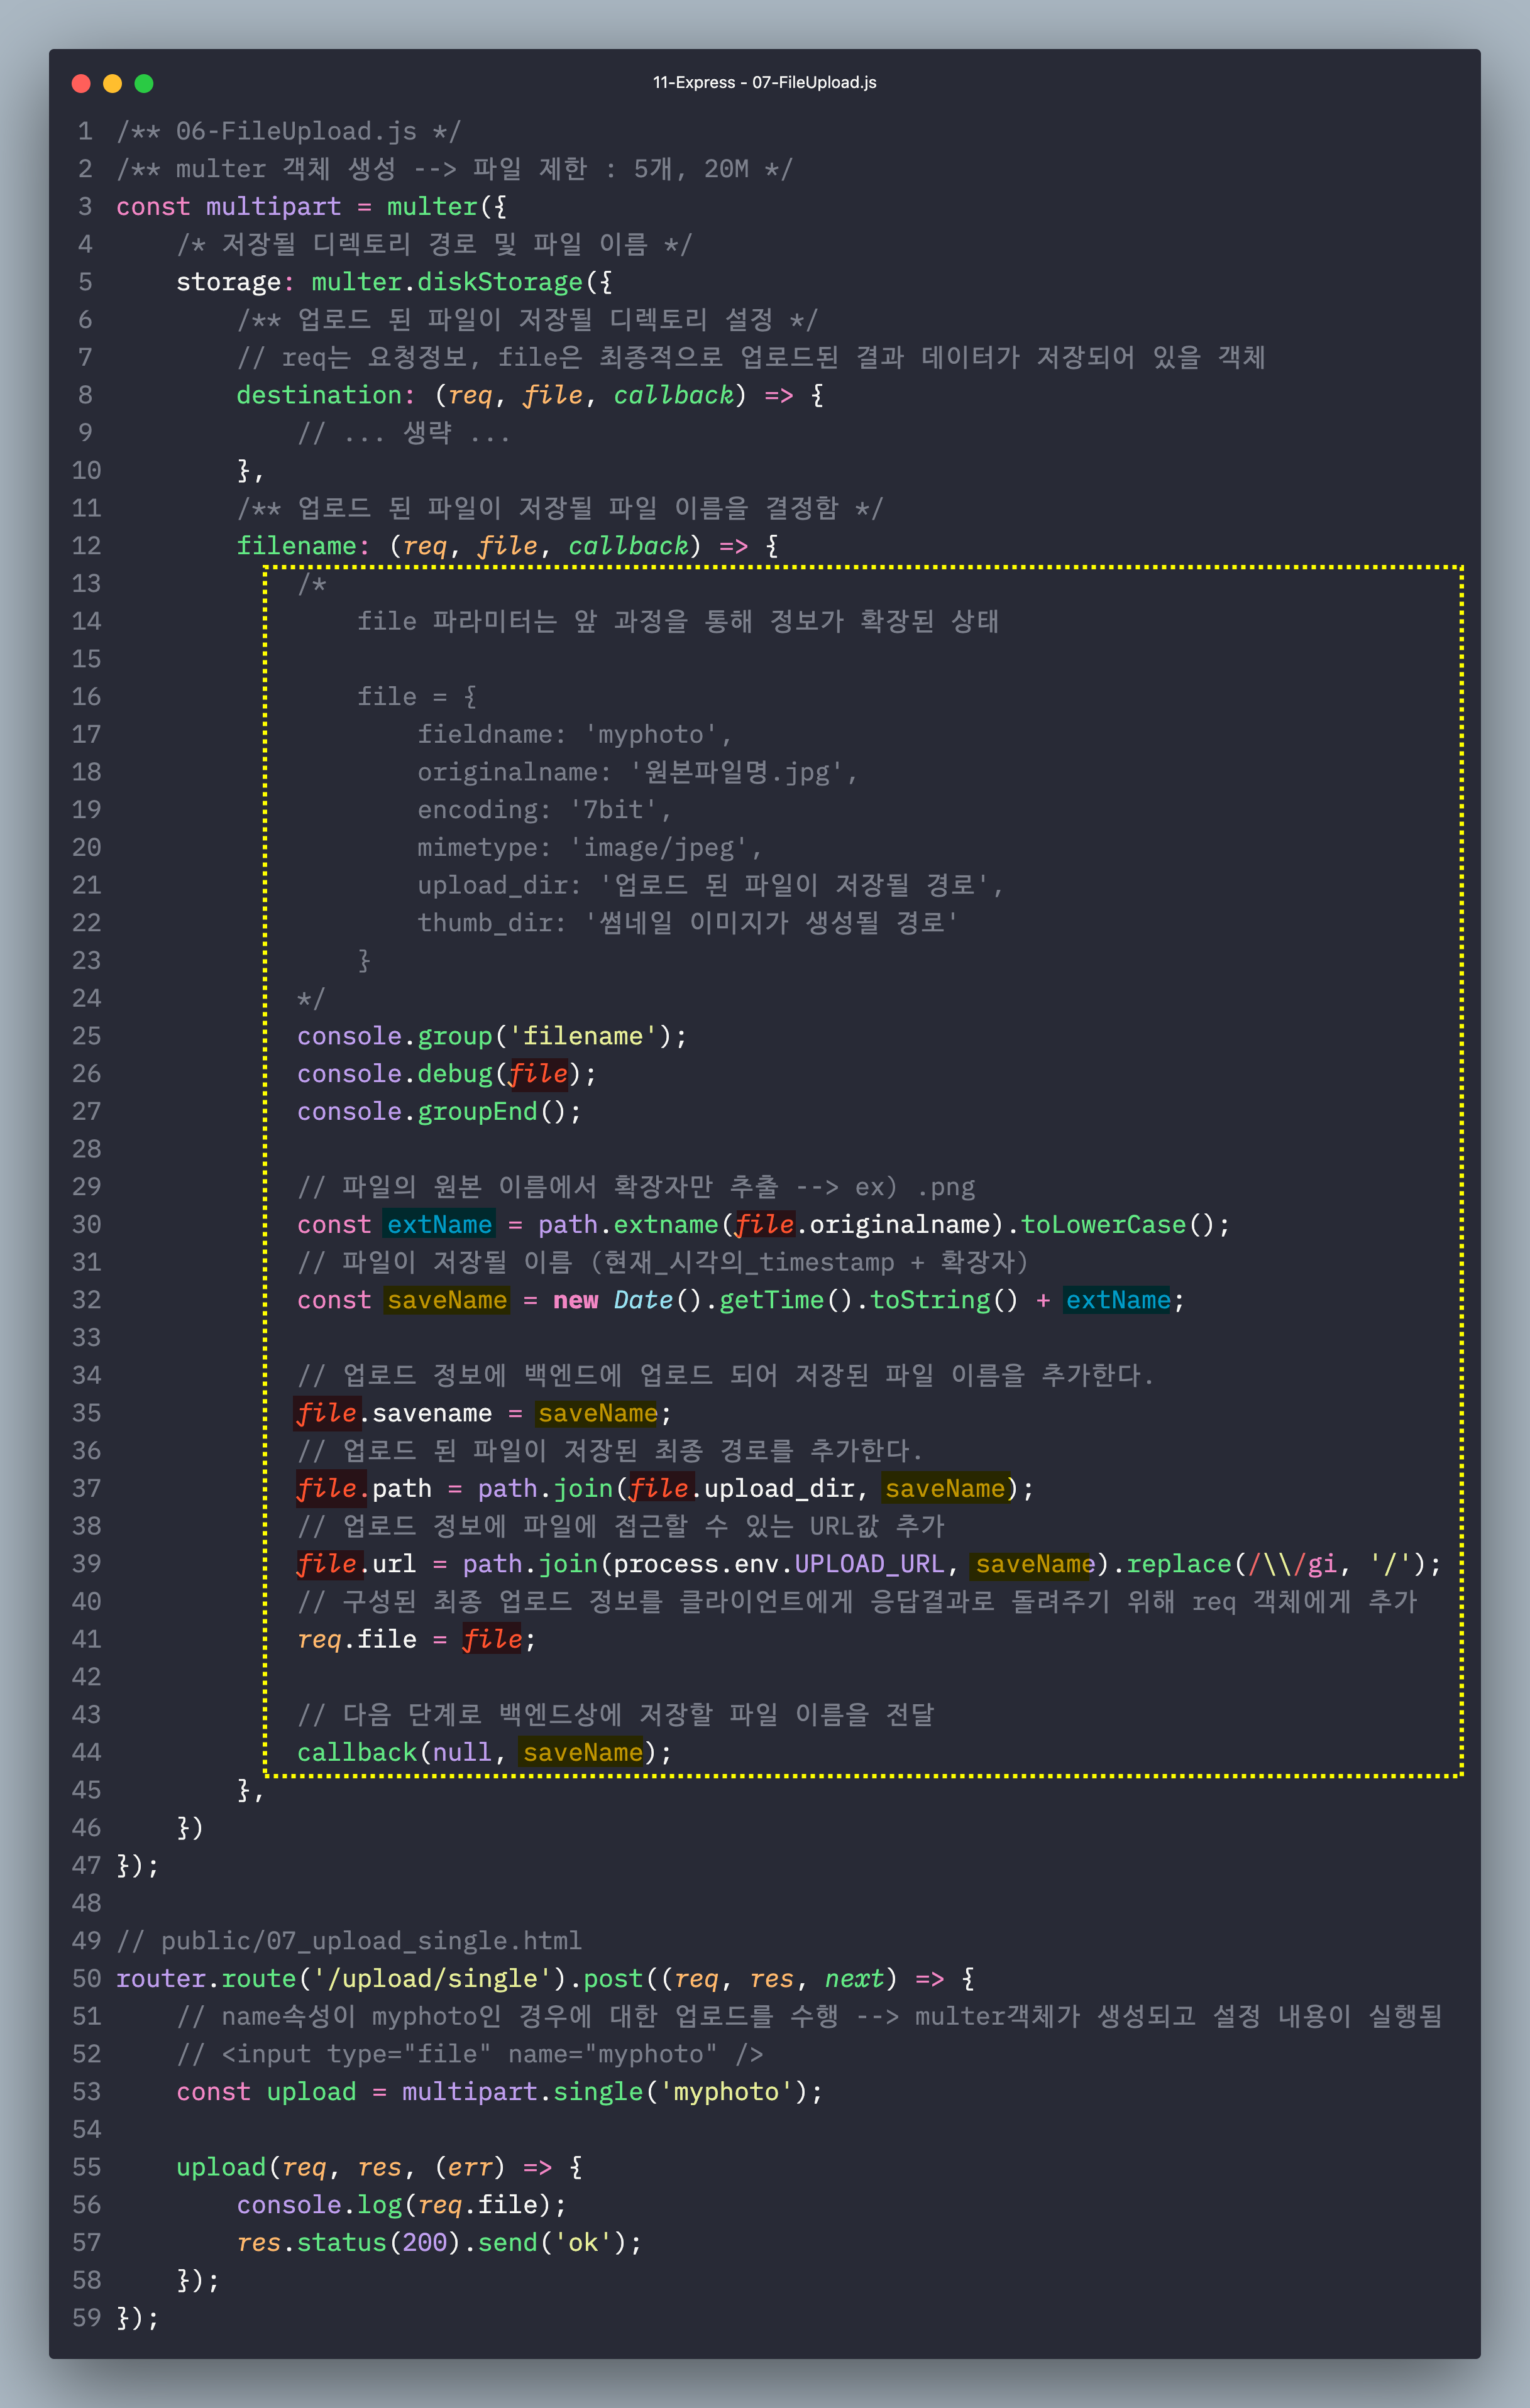 11-Express - 07-FileUpload.js
1 /** 06-FileUpload.js */
2 /** multer 객체 생성 --> 파일 제한 : 5개, 20M */
3 const multipart = multer({
4     /* 저장될 디렉토리 경로 및 파일 이름 */
5     storage: multer.diskStorage({
6         /** 업로드 된 파일이 저장될 디렉토리 설정 */
7         // req는 요청정보, file은 최종적으로 업로드된 결과 데이터가 저장되어 있을 객체
8         destination: (req, file, callback) => {
9             // ... 생략 ...
10         },
11         /** 업로드 된 파일이 저장될 파일 이름을 결정함 */
12         filename: (req, file, callback) => {
13             /*
14                 file 파라미터는 앞 과정을 통해 정보가 확장된 상태
15
16                 file = {
17                     fieldname: 'myphoto',
18                     originalname: '원본파일명.jpg',
19                     encoding: '7bit',
20                     mimetype: 'image/jpeg',
21                     upload_dir: '업로드 된 파일이 저장될 경로',
22                     thumb_dir: '썸네일 이미지가 생성될 경로'
23                 }
24             */
25             console.group('filename');
26             console.debug(file);
27             console.groupEnd();
28
29             // 파일의 원본 이름에서 확장자만 추출 --> ex) .png
30             const extName = path.extname(file.originalname).toLowerCase();
31             // 파일이 저장될 이름 (현재_시각의_timestamp + 확장자)
32             const saveName = new Date().getTime().toString() + extName;
33
34             // 업로드 정보에 백엔드에 업로드 되어 저장된 파일 이름을 추가한다.
35             file.savename = saveName;
36             // 업로드 된 파일이 저장된 최종 경로를 추가한다.
37             file.path = path.join(file.upload_dir, saveName);
38             // 업로드 정보에 파일에 접근할 수 있는 URL값 추가
39             file.url = path.join(process.env.UPLOAD_URL, saveName).replace(/\\/gi, '/');
40             // 구성된 최종 업로드 정보를 클라이언트에게 응답결과로 돌려주기 위해 req 객체에게 추가
41             req.file = file;
42
43             // 다음 단계로 백엔드상에 저장할 파일 이름을 전달
44             callback(null, saveName);
45         },
46     })
47 });
48
49 // public/07_upload_single.html
50 router.route('/upload/single').post((req, res, next) => {
51     // name속성이 myphoto인 경우에 대한 업로드를 수행 --> multer객체가 생성되고 설정 내용이 실행됨
52     // <input type="file" name="myphoto" />
53     const upload = multipart.single('myphoto');
54
55     upload(req, res, (err) => {
56         console.log(req.file);
57         res.status(200).send('ok');
58     });
59 });